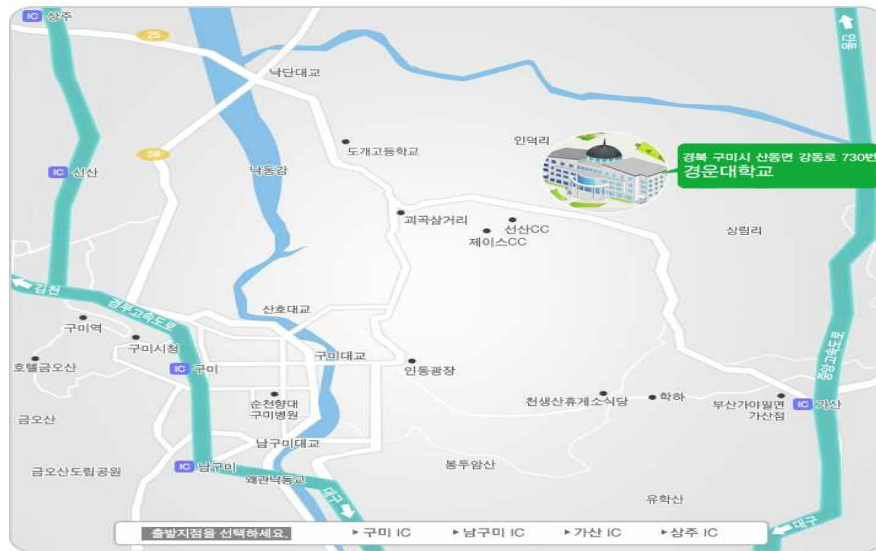 IC 상주
25
낙단대교
안동
59
도개고등학교
인덕리
경북 구미시 산동면 강동로 730번
경운대학교
IC 선산
낙동강
괴곡삼거리
선산CC
제이스CC
상림리
김천
경부고속도로
산호대교
구미역
구미시청
구미대교
중앙고속도로
호텔금오산
IC 구미
인동광장
순천향대
구미병원
천생산휴게소식당
학하
부산가야밀면
가산점
IC 가산
금오산
남구미대교
금오산도립공원
IC 남구미
왜관낙동교
봉두암산
대구
유학산
대구
출발지점을 선택하세요.
▸ 구미 IC
▸ 남구미 IC
▸ 가산 IC
▸ 상주 IC